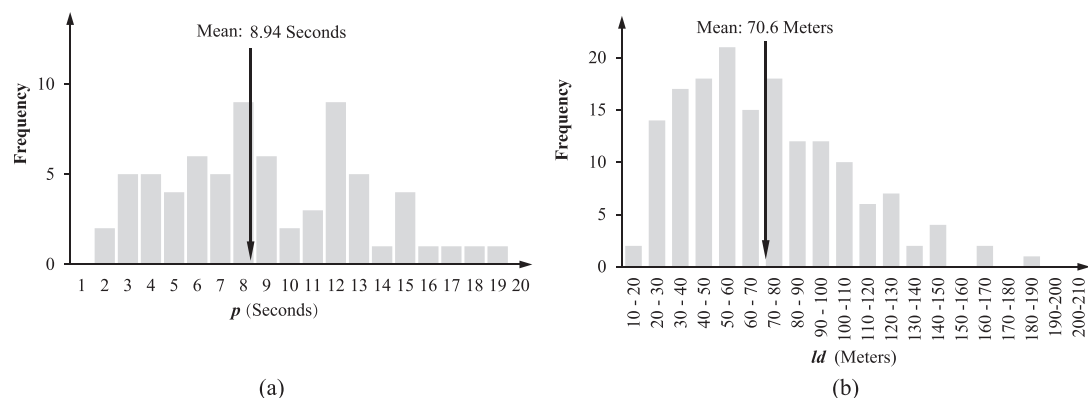 Mean: 8.94 Seconds
Frequency
10
5
0
1 2 3 4 5 6 7 8 9 10 11 12 13 14 15 16 17 18 19 20
p (Seconds)
(a)
Mean: 70.6 Meters
Frequency
20
15
10
5
0
10 - 20
20 - 30
30 - 40
40 - 50
50 - 60
60 - 70
70 - 80
80 - 90
90 - 100
100 -110
110 -120
120 -130
130 -140
140 -150
150 -160
160 -170
170 -180
180 -190
190-200
200-210
ld (Meters)
(b)